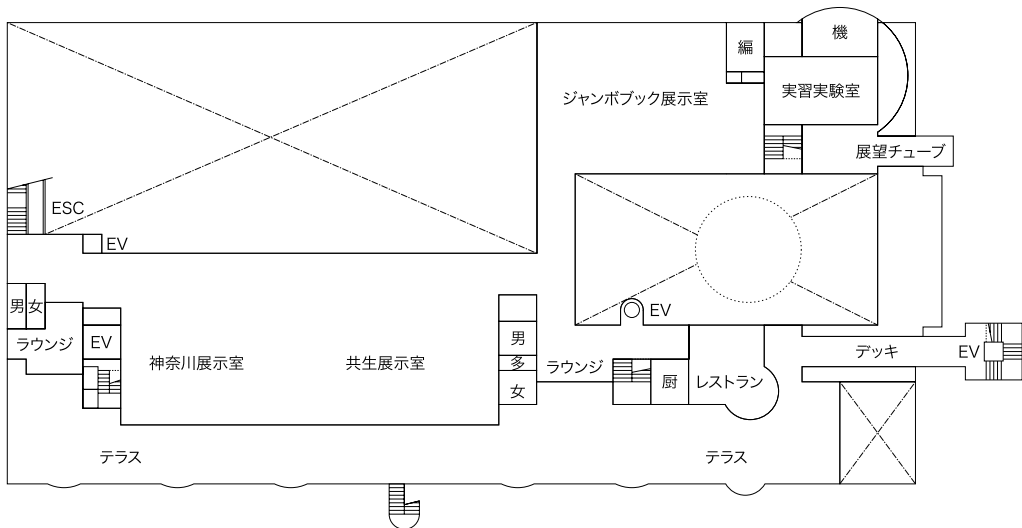 編
機
ジャンボブック展示室
実習実験室
展望チューブ
ESC
EV
男
女
EV
ラウンジ
EV
神奈川展示室
共生展示室
男
多
女
ラウンジ
厨
レストラン
デッキ
EV
テラス
テラス